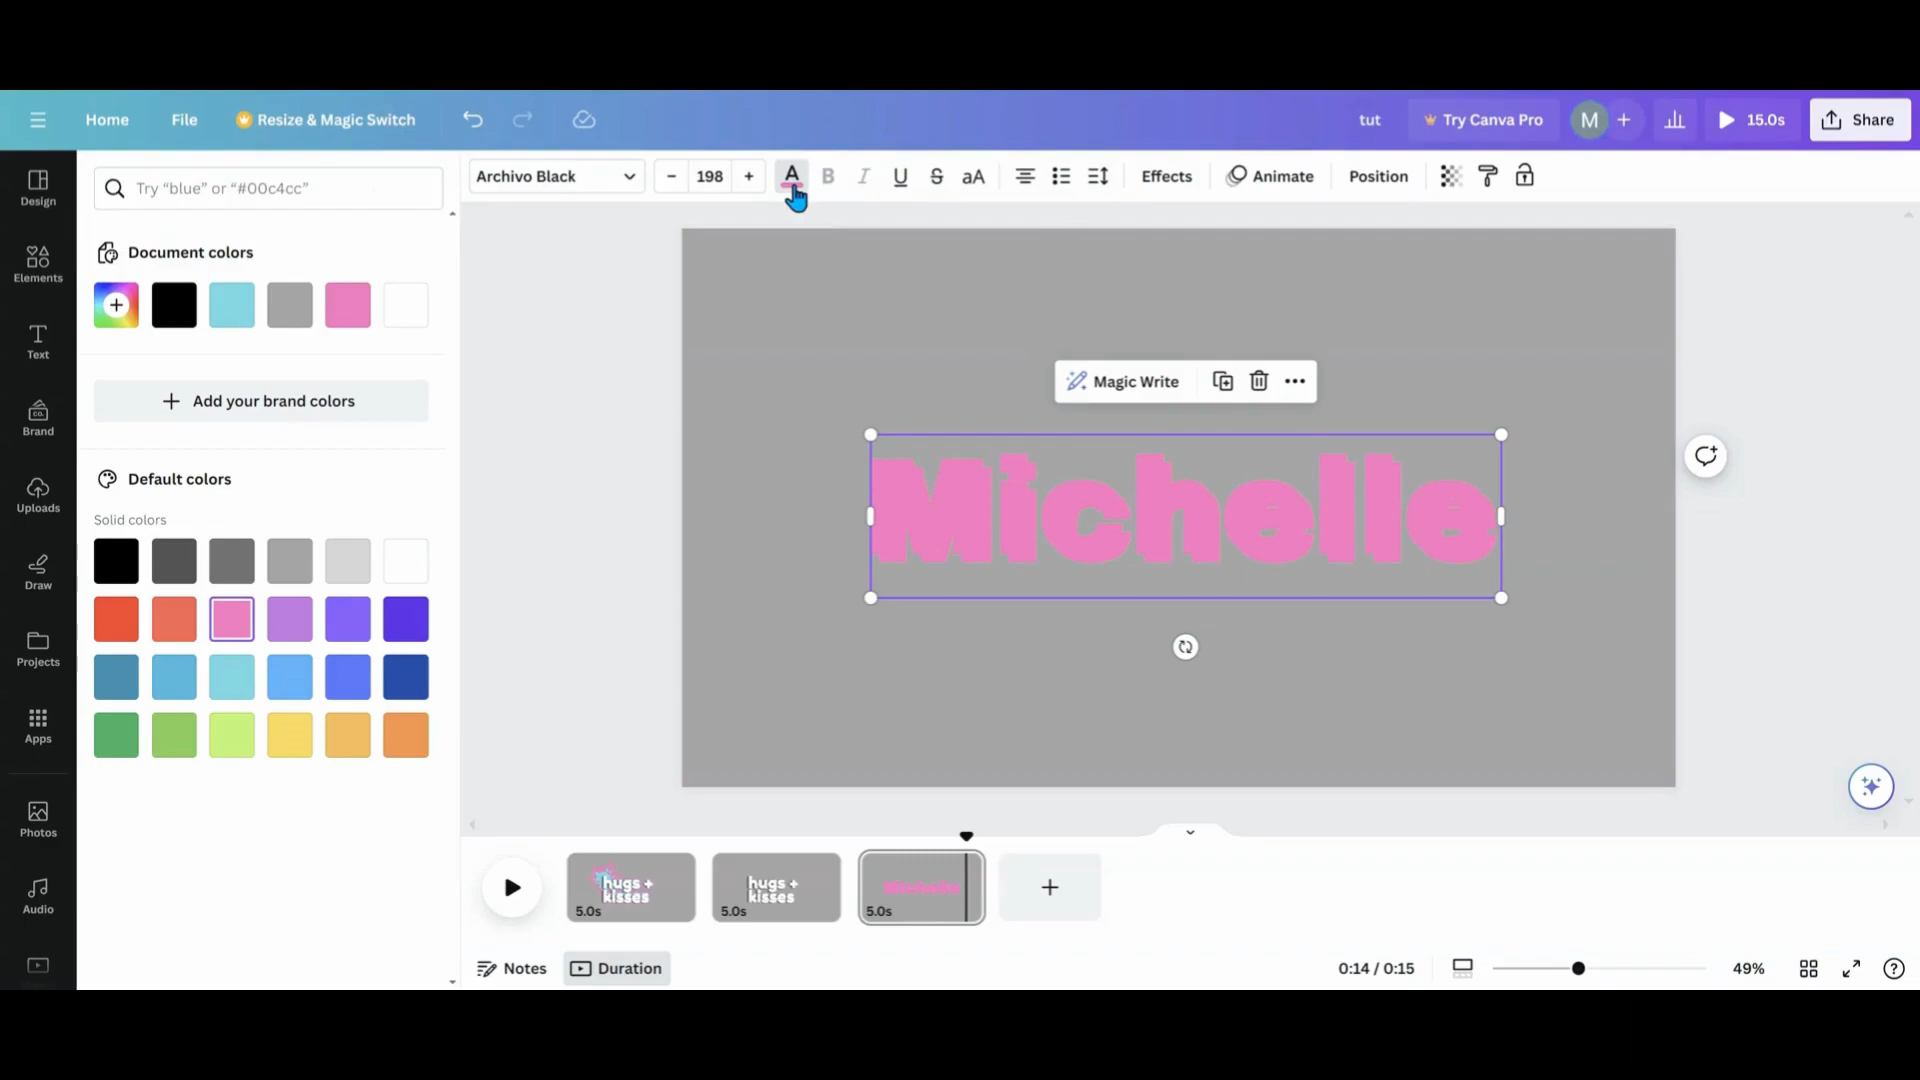 Home File Resize & Magic Switch tut Try Canva Pro M 15.0s Share
Archivo Black 198 A B I U S aA Effects Animate Position
Try “blue” or “#00c4cc”
Design
Elements
Text
Brand
Uploads
Draw
Projects
Apps
Photos
Audio
Document colors
Add your brand colors
Default colors
Solid colors
Magic Write
Michelle
hugs +
kisses
5.0s
hugs +
kisses
5.0s
Michelle
5.0s
Notes Duration 0:14 / 0:15 49%